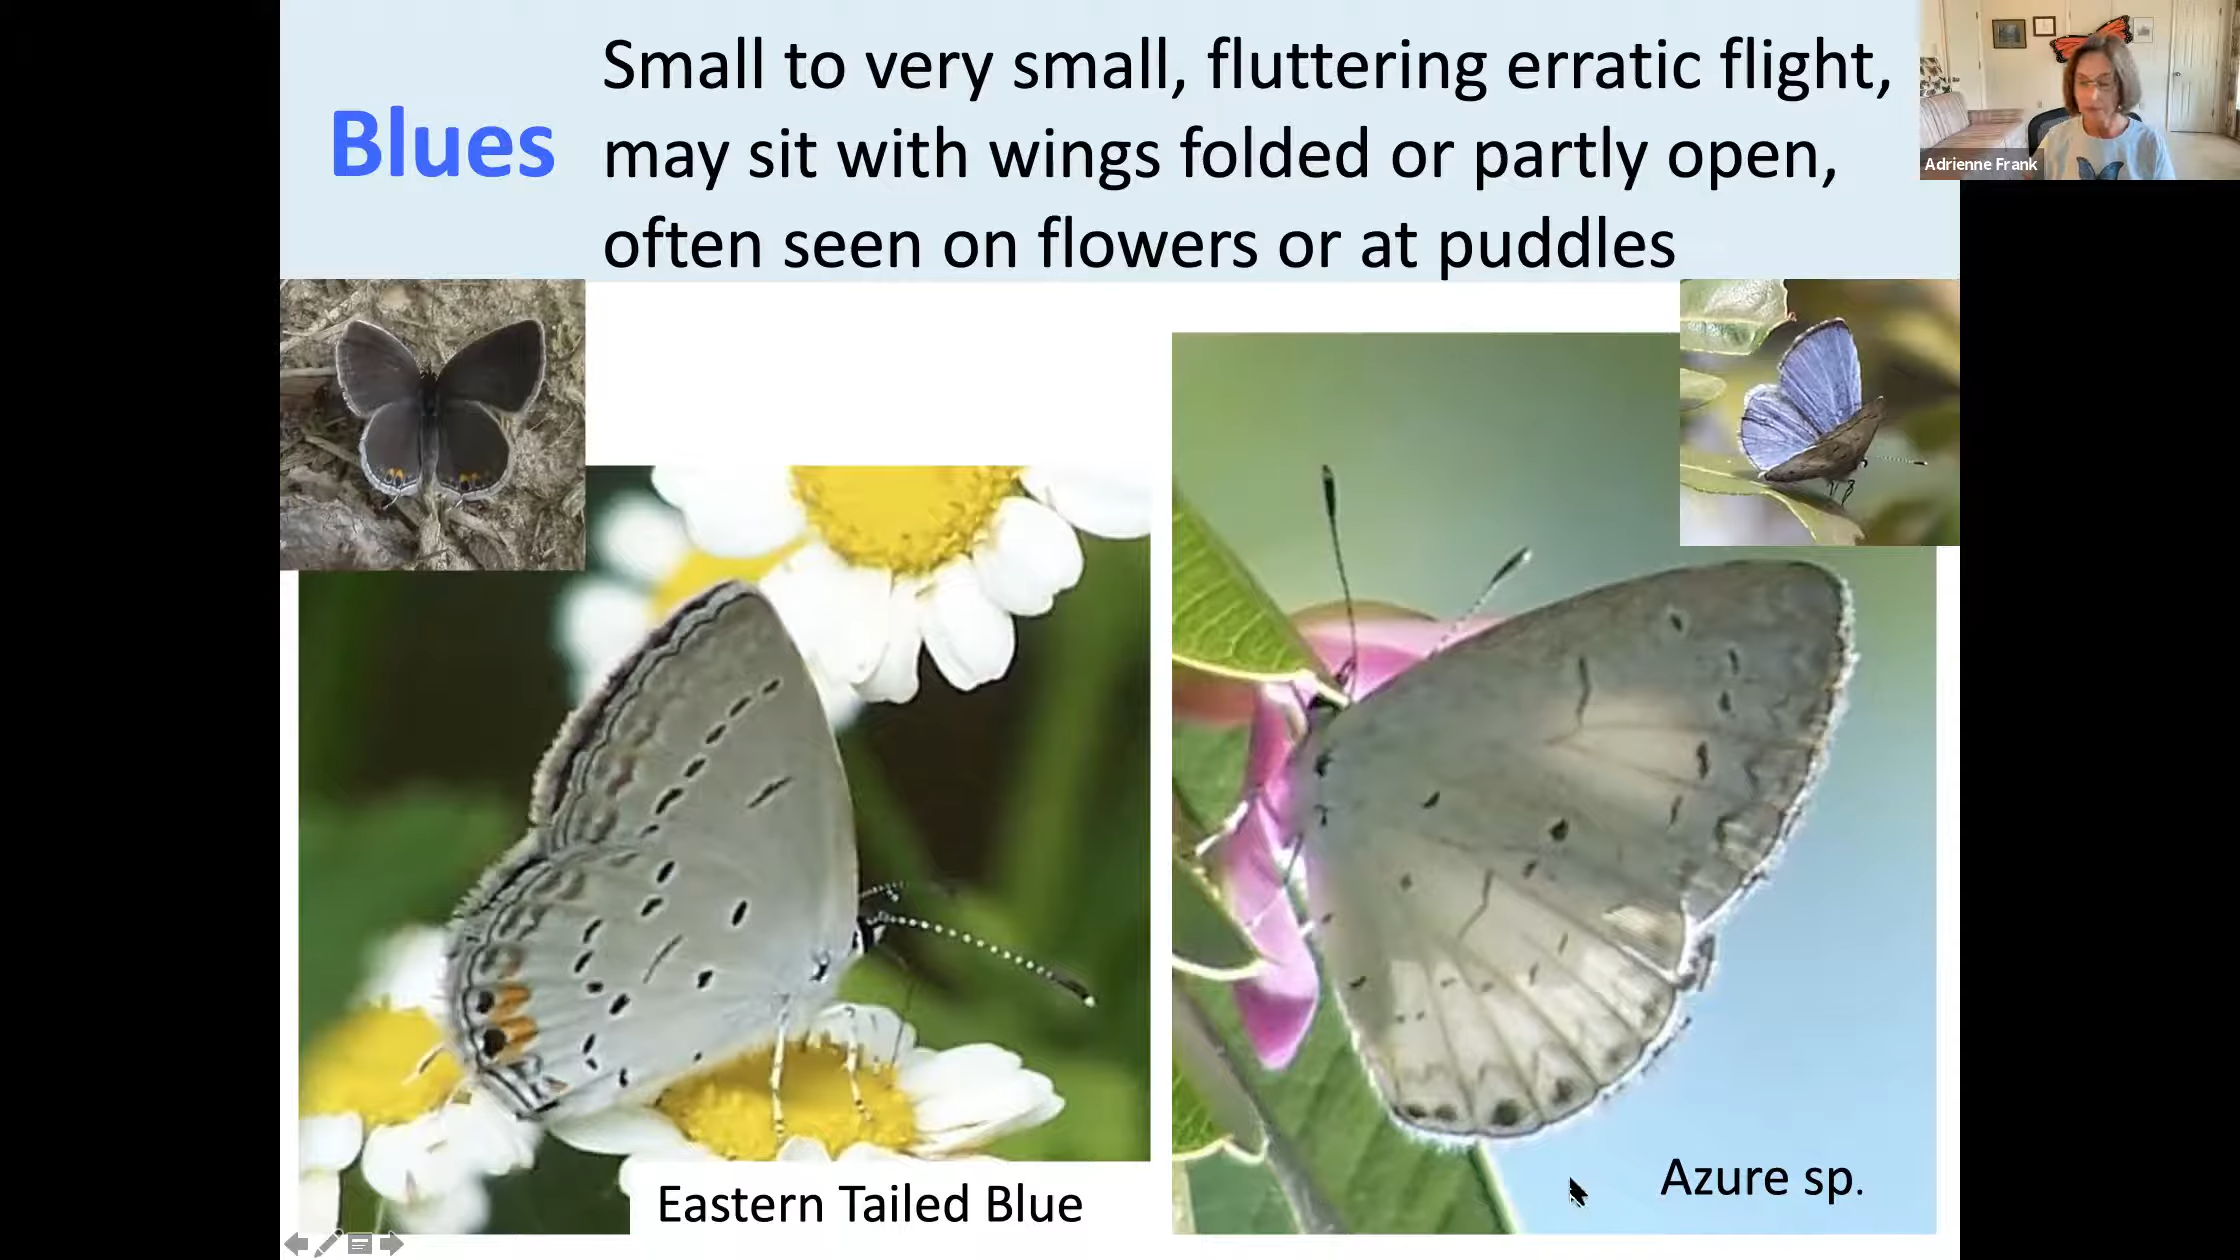 Blues
Small to very small, fluttering erratic flight,
may sit with wings folded or partly open,
often seen on flowers or at puddles
Adrienne Frank
Eastern Tailed Blue
Azure sp.